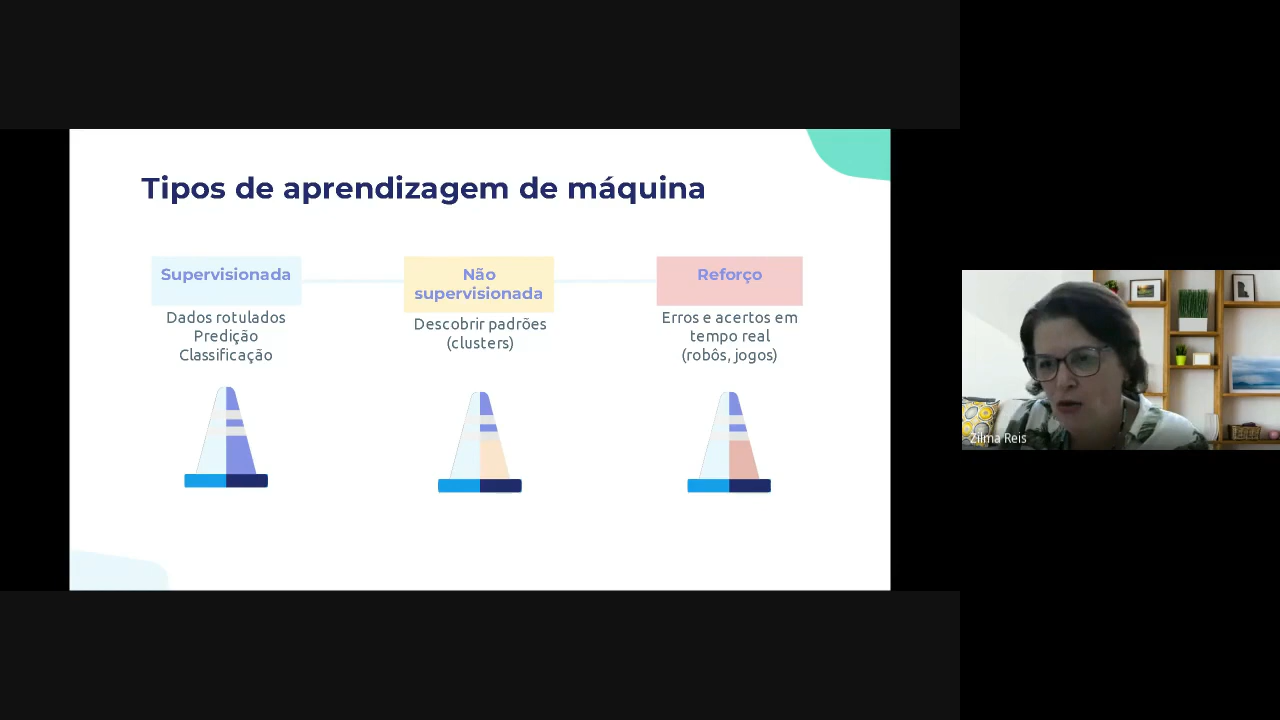 Tipos de aprendizagem de máquina
Supervisionada
Dados rotulados
Predição
Classificação
Não
supervisionada
Descobrir padrões
(clusters)
Reforço
Erros e acertos em
tempo real
(robôs, jogos)
Zilma Reis